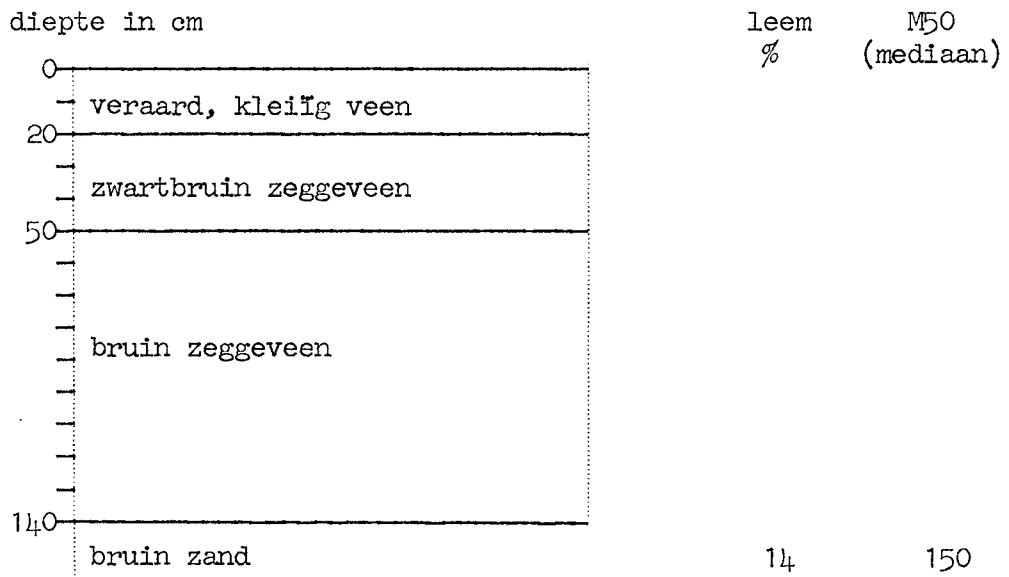 diepte in cm leem M50
% (mediaan)
0
veraard, kleiïg veen
20
zwartbruin zeggeveen
50
bruin zeggeveen
140
bruin zand 14 150